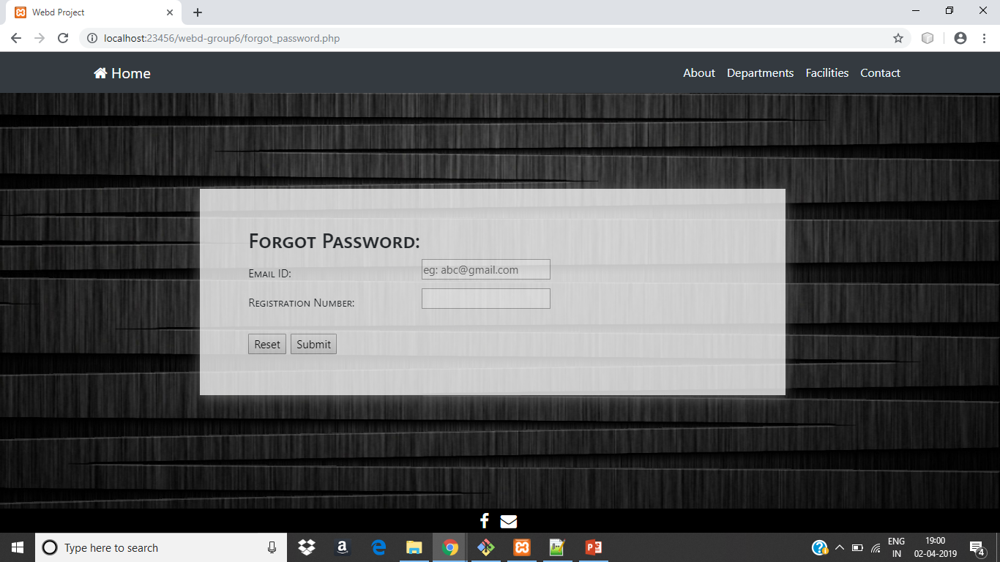 Webd Project
localhost:23456/webd-group6/forgot_password.php
Home
About Departments Facilities Contact
Forgot Password:
Email ID: eg: abc@gmail.com
Registration Number:
Reset Submit
Type here to search
ENG
IN
19:00
02-04-2019
4